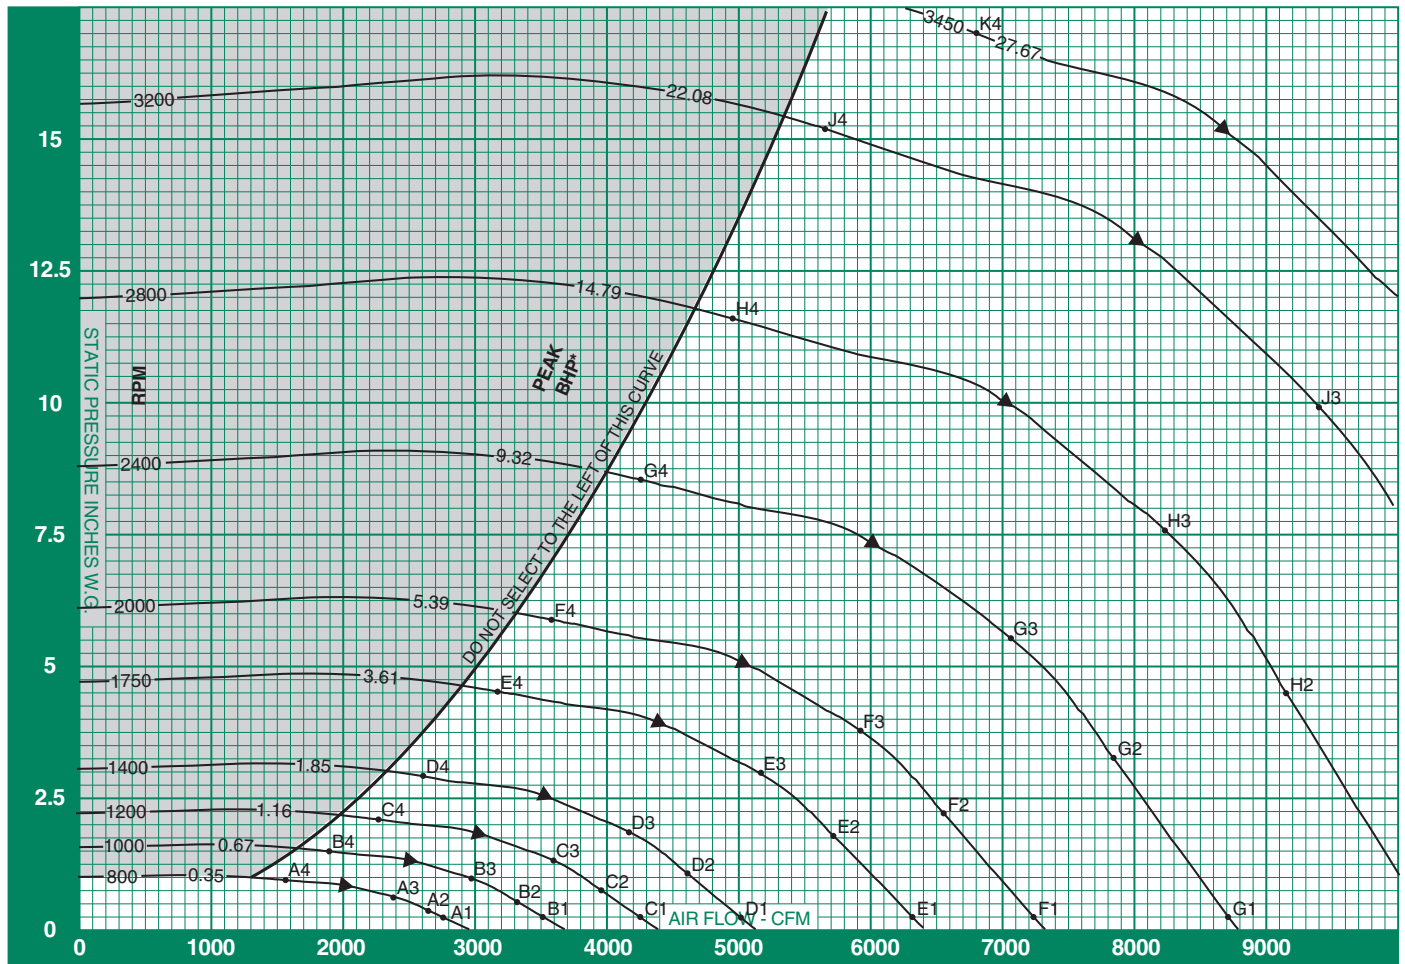 3450
K4
27.67
3200
22.08
J4
15
12.5
2800
14.79
H4
STATIC PRESSURE INCHES W.G.
RPM
PEAK
BHP*
DO NOT SELECT TO THE LEFT OF THIS CURVE
10
J3
2400
9.32
G4
7.5
H3
2000
5.39
F4
G3
5
1750
3.61
E4
H2
F3
G2
1400
1.85
D4
E3
2.5
1200
1.16
C4
F2
D3
E2
1000
0.67
B4
C3
800
0.35
A4
B3
D2
A3
C2
A2
B2
A1
B1
C1
D1
E1
F1
G1
AIR FLOW - CFM
0
0
1000
2000
3000
4000
5000
6000
7000
8000
9000